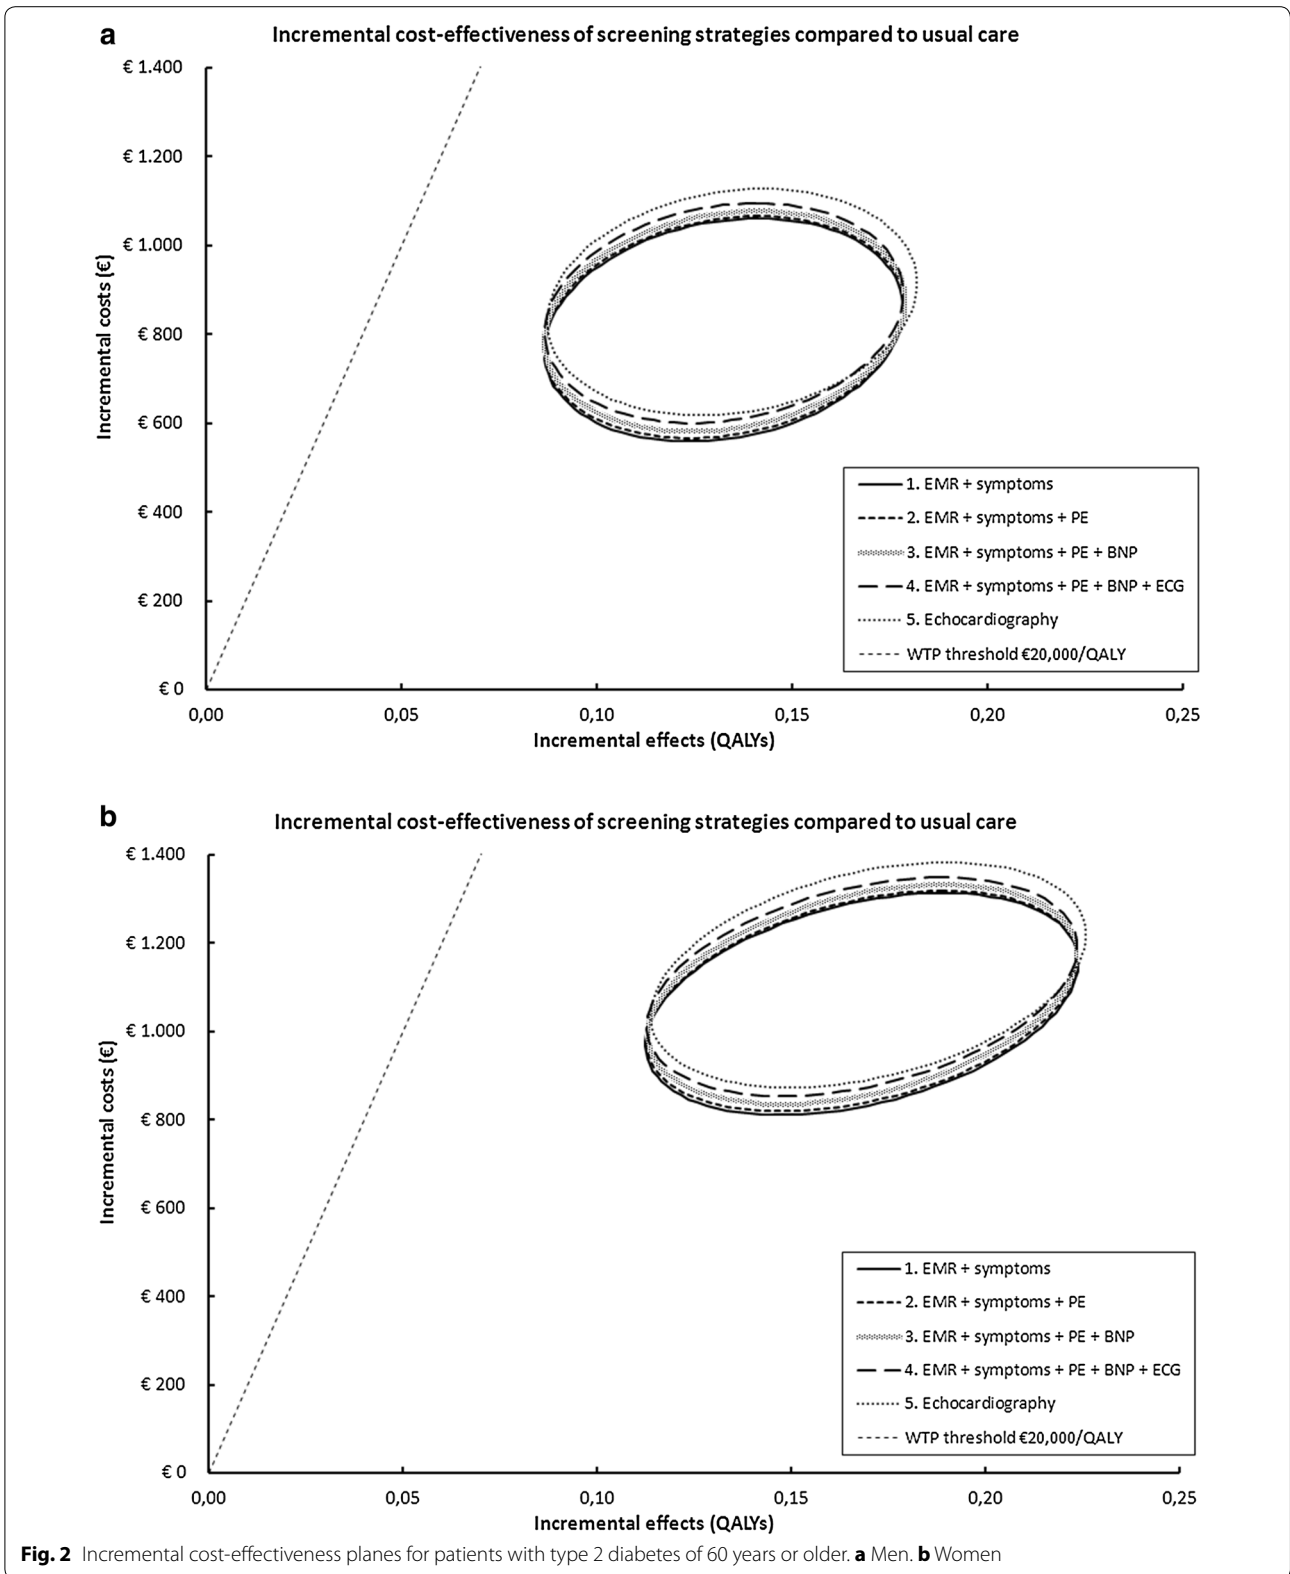 a
Incremental cost-effectiveness of screening strategies compared to usual care
€ 1.400
€ 1.200
€ 1.000
€ 800
€ 600
€ 400
€ 200
€ 0
Incremental costs (€)
1. EMR + symptoms
2. EMR + symptoms + PE
3. EMR + symptoms + PE + BNP
4. EMR + symptoms + PE + BNP + ECG
5. Echocardiography
WTP threshold €20,000/QALY
0,00 0,05 0,10 0,15 0,20 0,25
Incremental effects (QALYs)
b
Incremental cost-effectiveness of screening strategies compared to usual care
€ 1.400
€ 1.200
€ 1.000
€ 800
€ 600
€ 400
€ 200
€ 0
Incremental costs (€)
1. EMR + symptoms
2. EMR + symptoms + PE
3. EMR + symptoms + PE + BNP
4. EMR + symptoms + PE + BNP + ECG
5. Echocardiography
WTP threshold €20,000/QALY
0,00 0,05 0,10 0,15 0,20 0,25
Incremental effects (QALYs)
Fig. 2 Incremental cost-effectiveness planes for patients with type 2 diabetes of 60 years or older. a Men. b Women